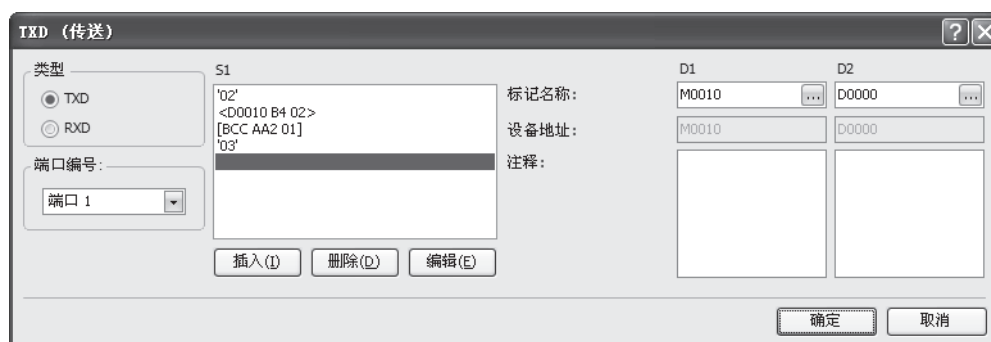 TXD (传送)
类型
TXD
RXD
端口编号:
端口 1
S1
'02'
<D0010 B4 02>
[BCC AA2 01]
'03'
插入(I)
删除(D)
编辑(E)
D1
D2
标记名称:
M0010
...
D0000
...
设备地址:
M0010
D0000
注释:
确定
取消